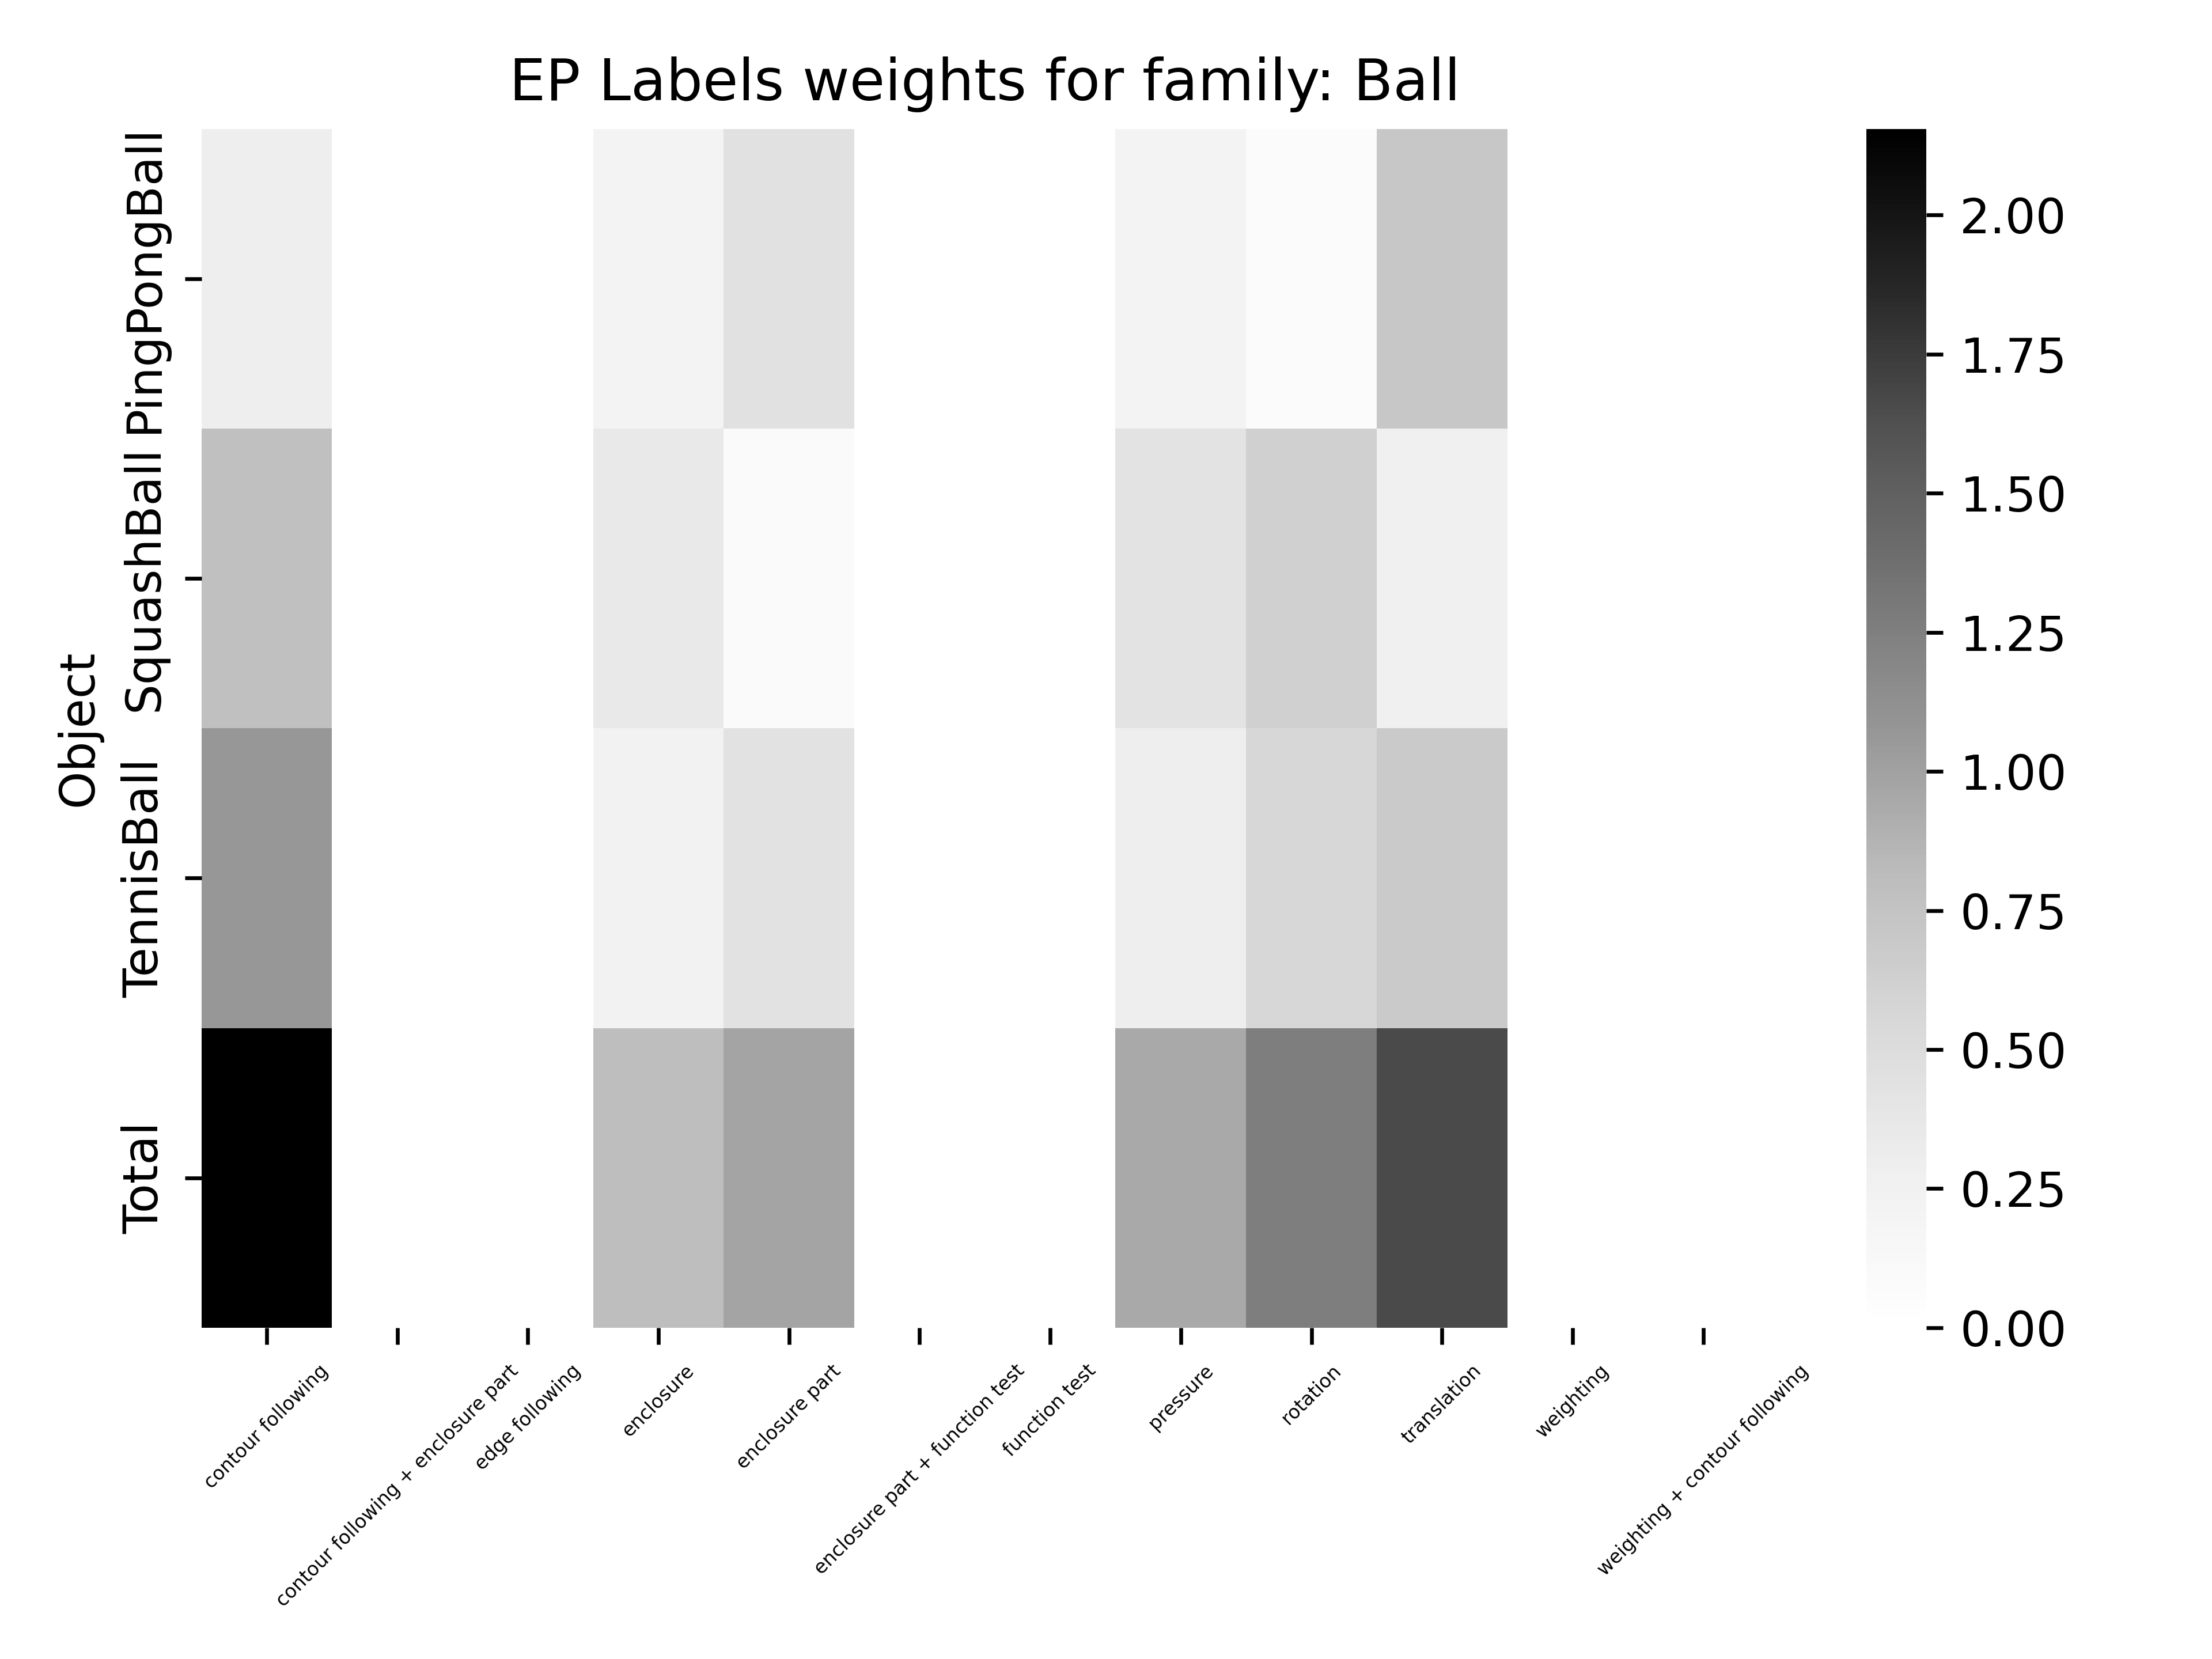 EP Labels weights for family: Ball
Object
PingPongBall
SquashBall
TennisBall
Total
contour following
contour following + enclosure part
edge following
enclosure
enclosure part
enclosure part + function test
function test
pressure
rotation
translation
weighting
weighting + contour following
2.00
1.75
1.50
1.25
1.00
0.75
0.50
0.25
0.00